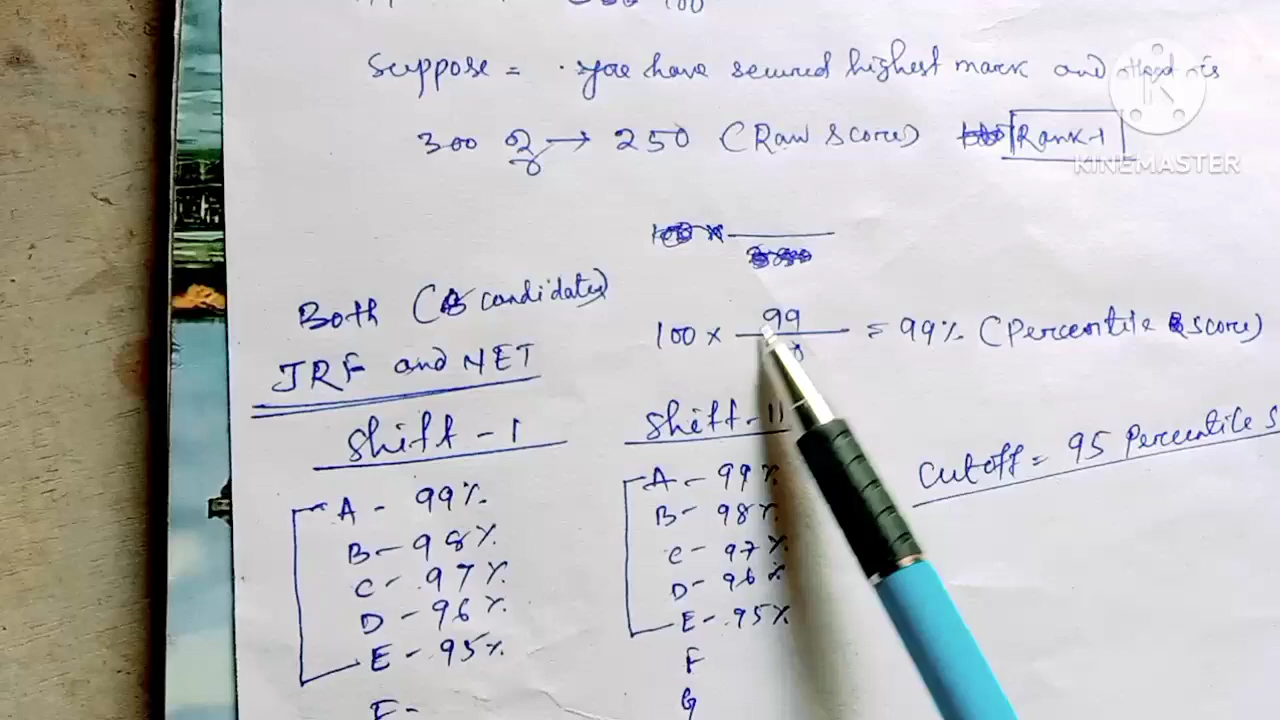 Suppose = you have secured highest mark and is
300 → 250 (Raw Score) Rank-1
KINEMASTER
100 ×
Both ( candidates)
100 × 99 = 99% (Percentile Score)
JRF and NET
Shift - I
Shift - II
Cutoff = 95 Percentile S
A - 99%
B - 98%
C - 97%
D - 96%
E - 95%
F -
A - 99%
B - 98%
C - 97%
D - 96%
E - 95%
F
G